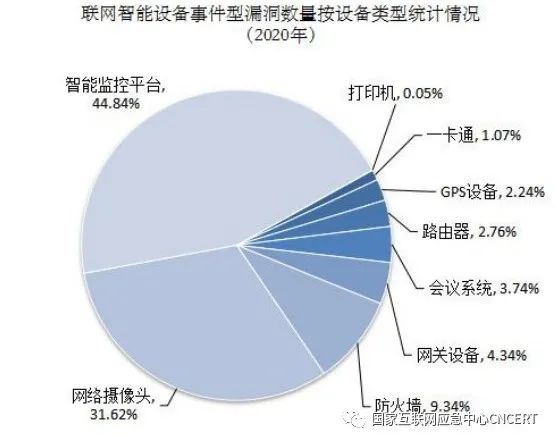 联网智能设备事件型漏洞数量按设备类型统计情况
（2020年）
智能监控平台,
44.84%
打印机, 0.05%
一卡通, 1.07%
GPS设备, 2.24%
路由器, 2.76%
会议系统, 3.74%
网关设备, 4.34%
防火墙, 9.34%
网络摄像头,
31.62%
国家互联网应急中心CNCERT